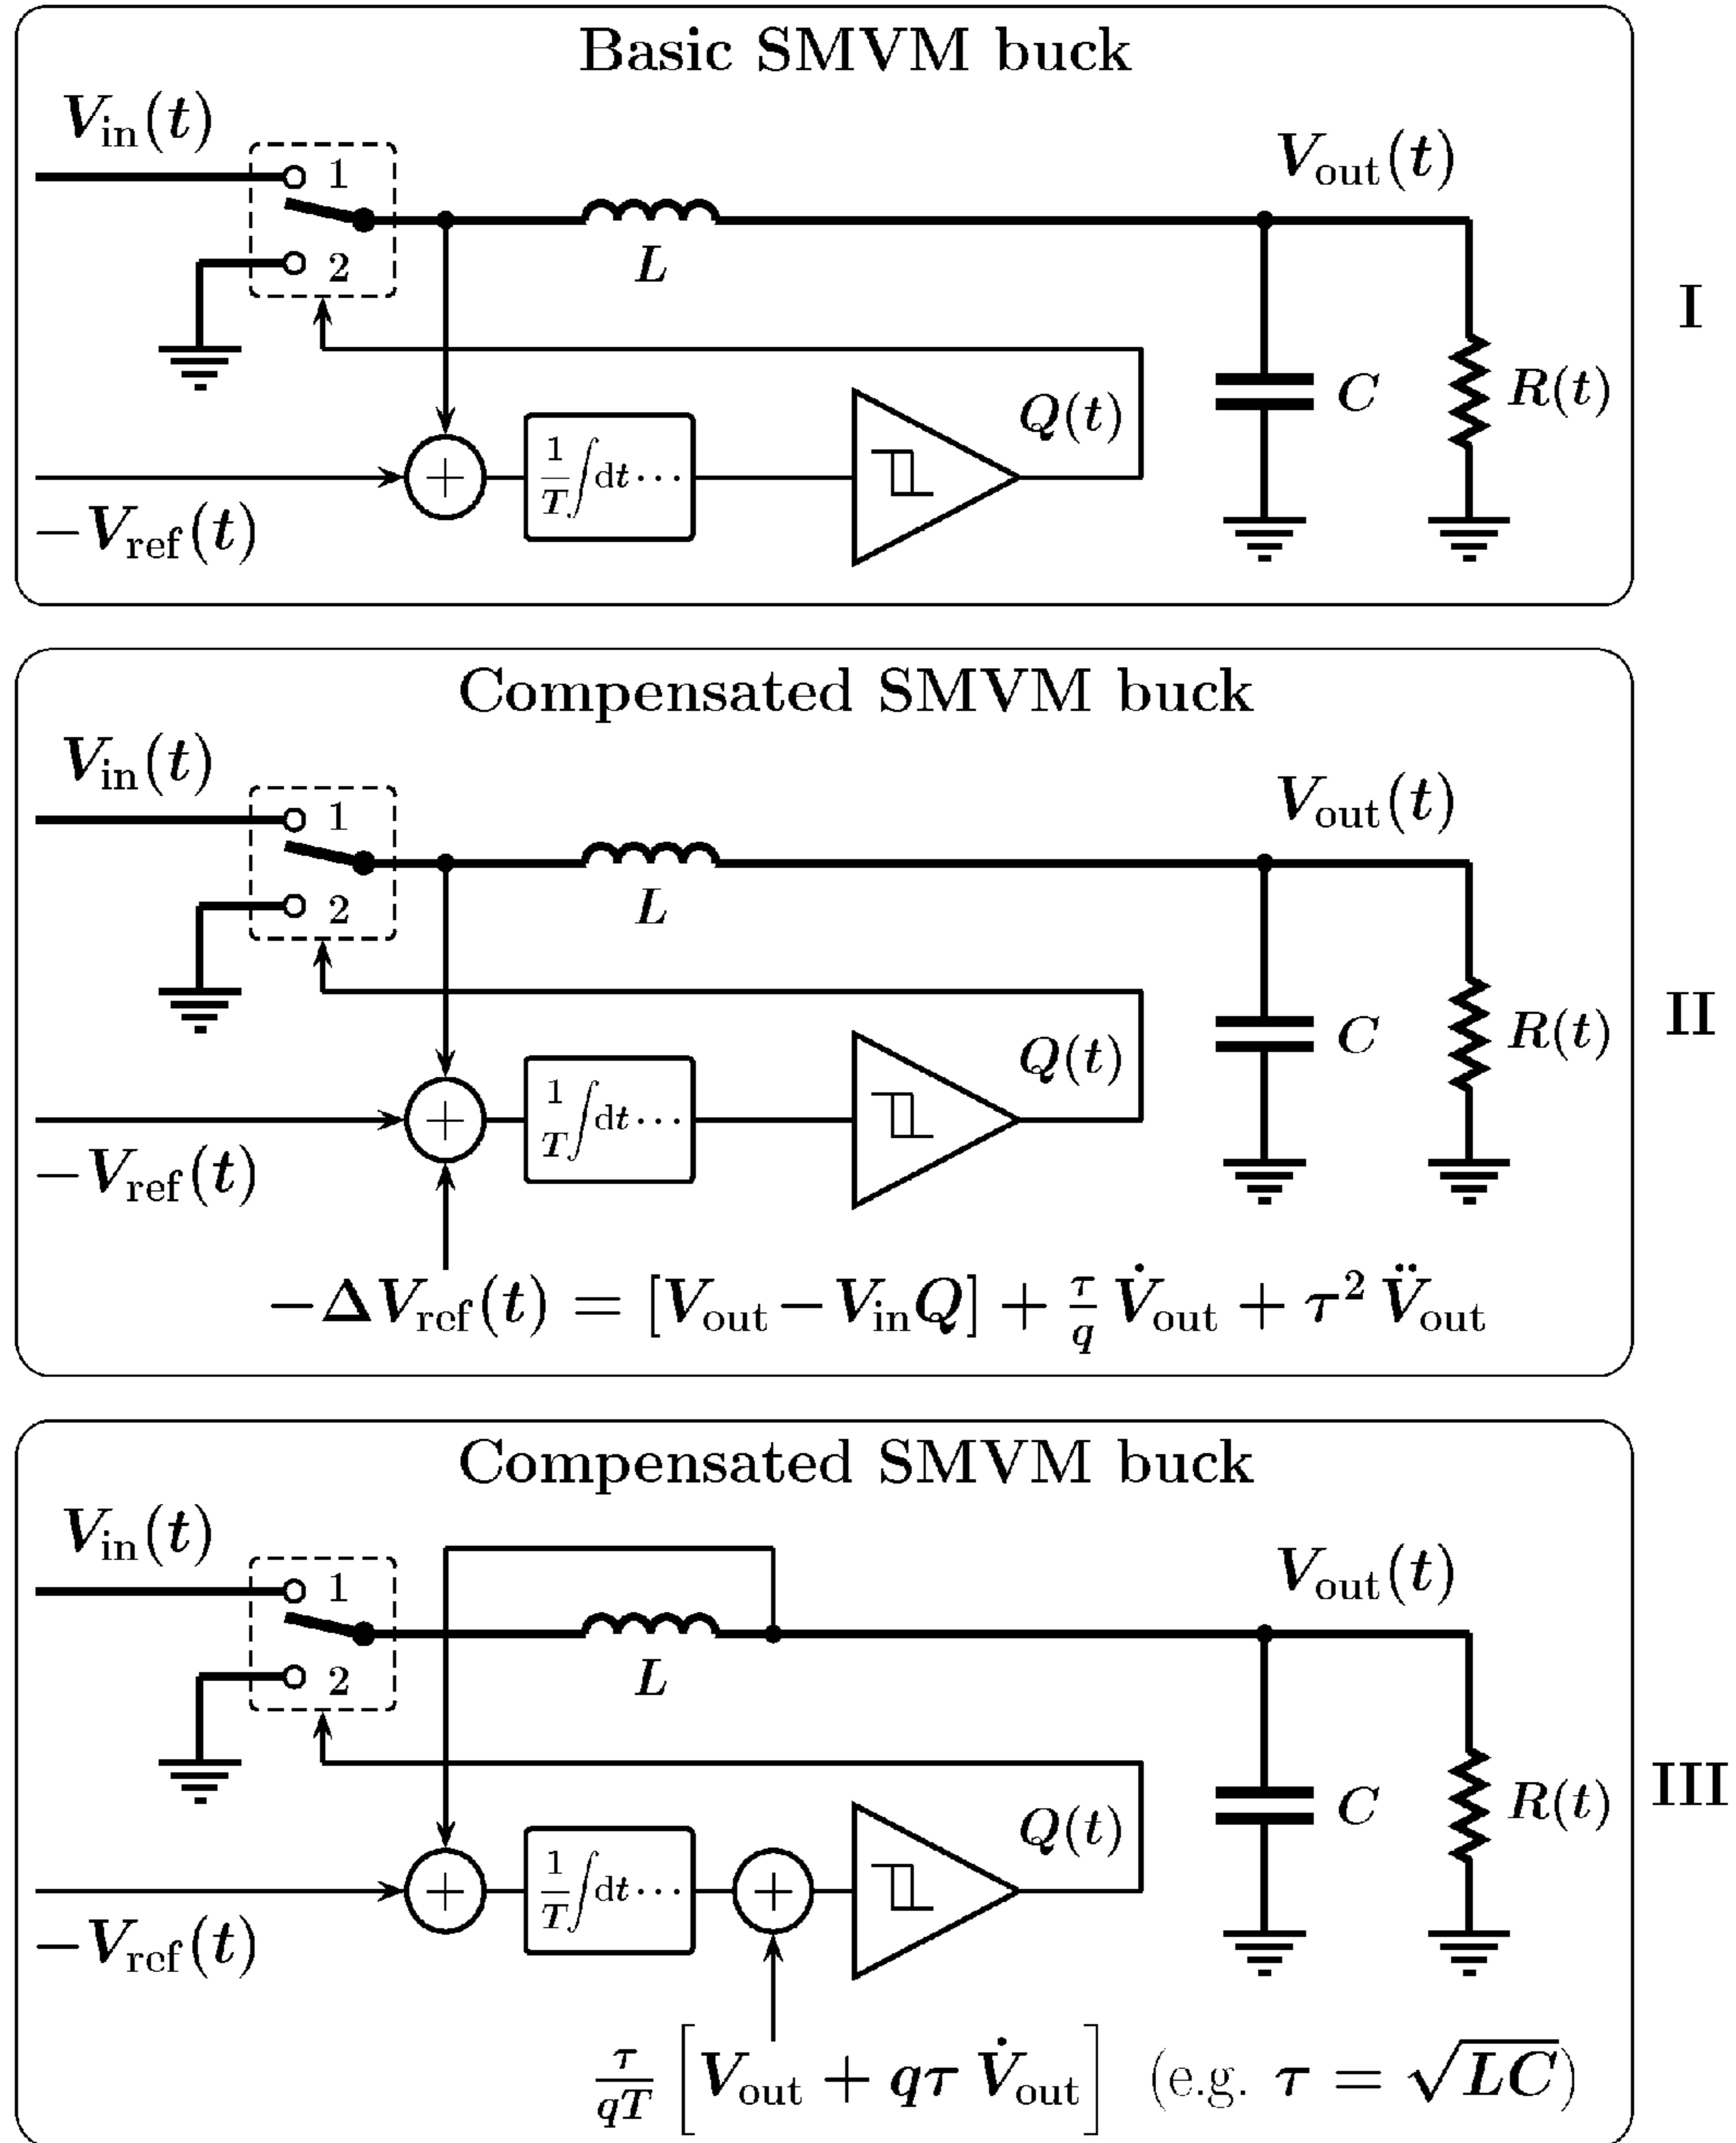 Basic SMVM buck
V_in(t)
1
V_out(t)
2
L
I
Q(t)
C
R(t)
+
1/T ∫dt ···
−V_ref(t)
Compensated SMVM buck
V_in(t)
1
V_out(t)
2
L
II
Q(t)
C
R(t)
+
1/T ∫dt ···
−V_ref(t)
−ΔV_ref(t) = [V_out − V_in Q] + τ/q V̇_out + τ² V̈_out
Compensated SMVM buck
V_in(t)
1
V_out(t)
2
L
III
Q(t)
C
R(t)
+
1/T ∫dt ···
+
−V_ref(t)
τ/(qT) [V_out + qτ V̇_out] (e.g. τ = √LC)